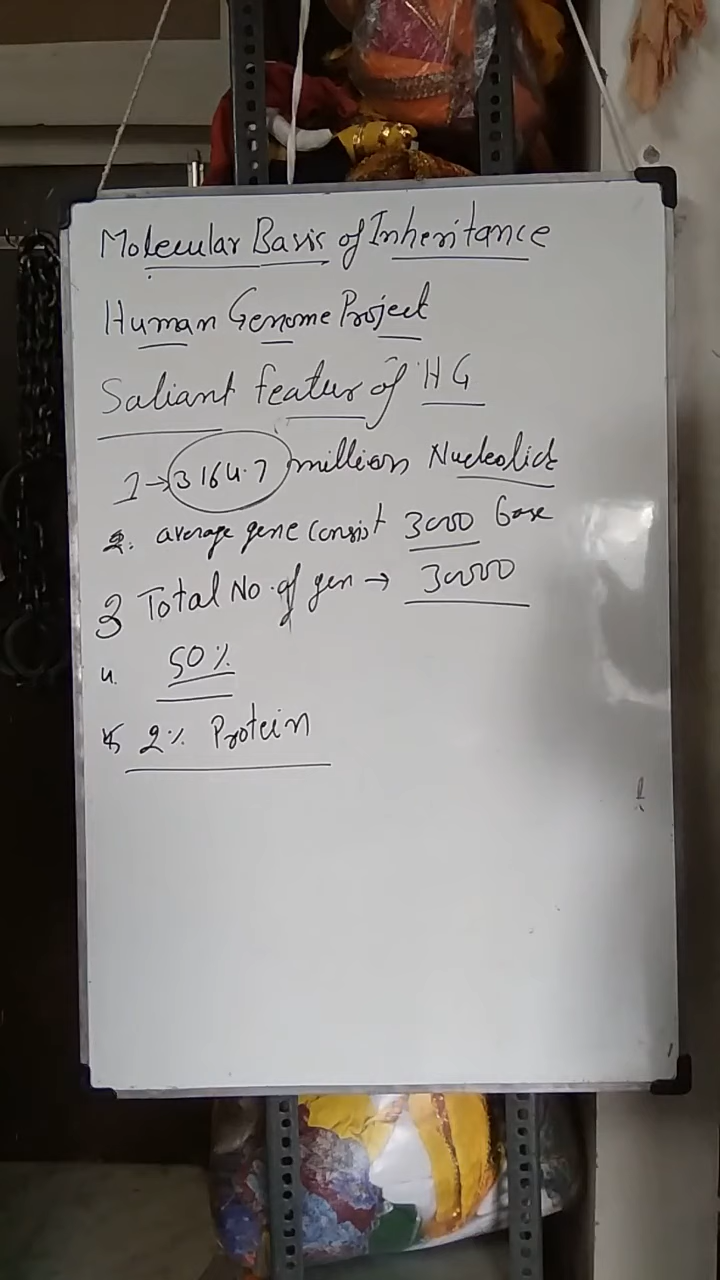 Molecular Basis of Inheritance
Human Genome Project
Saliant featur of HG
1→ 3164.7 million Nucleotide
2. average gene consist 3000 base
3 Total No. of gen → 30000
4. 50%
5 2% Protein